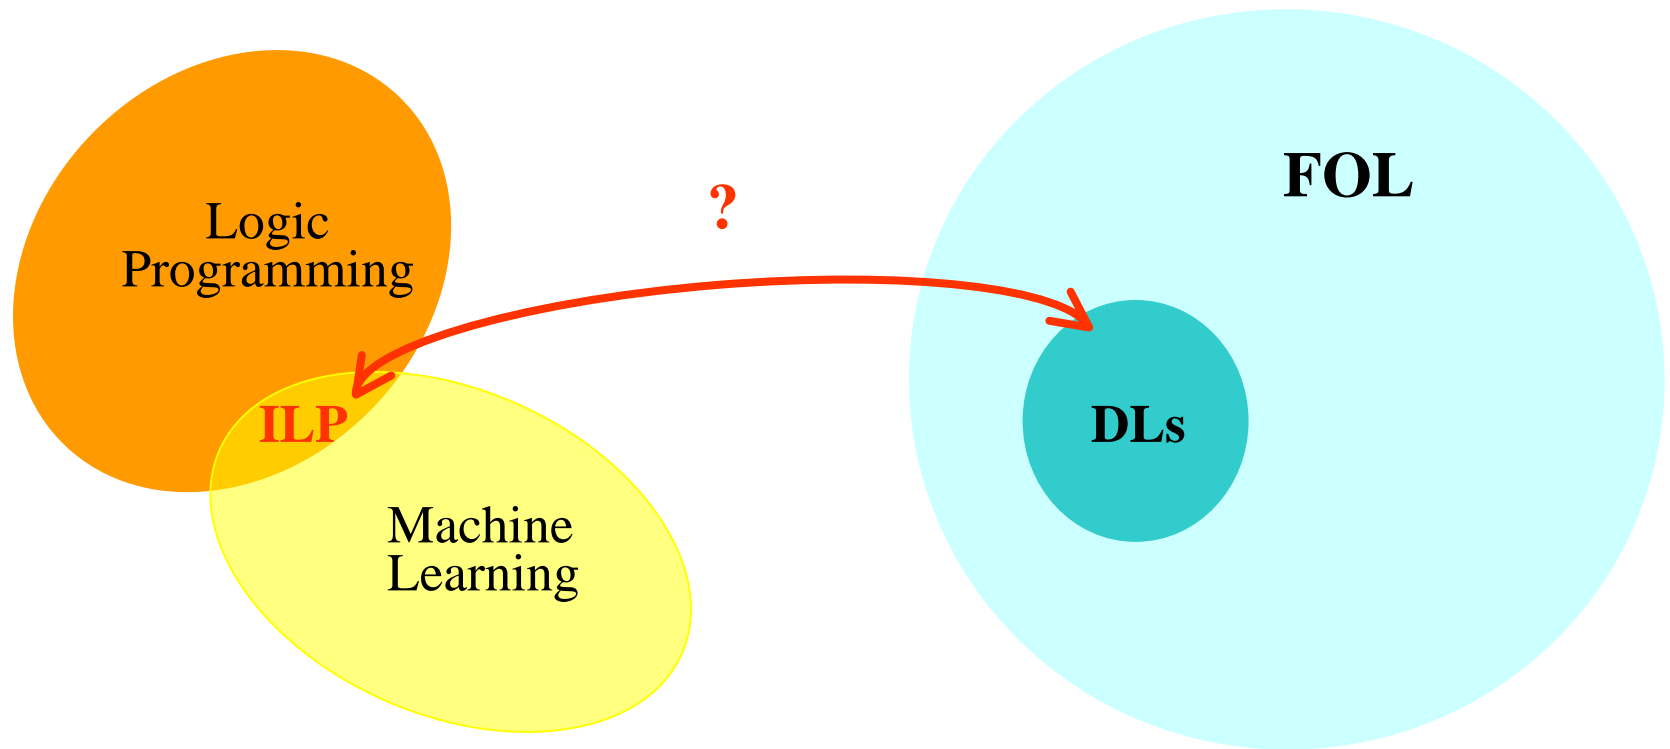 Logic
Programming
ILP
Machine
Learning
?
FOL
DLs